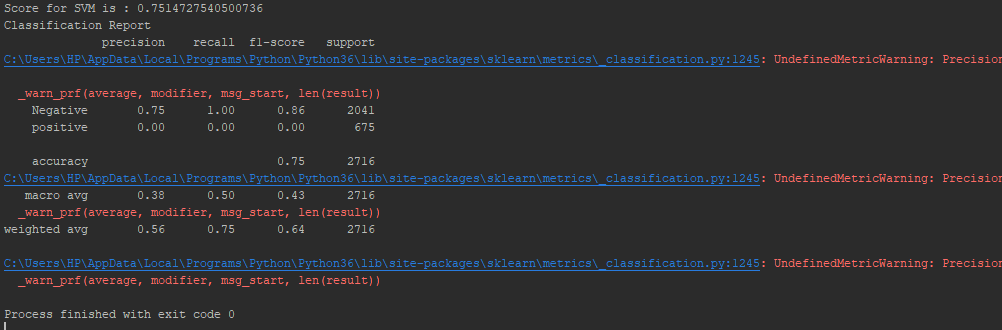 Score for SVM is : 0.7514727540500736
Classification Report
precision recall f1-score support
C:\Users\HP\AppData\Local\Programs\Python\Python36\lib\site-packages\sklearn\metrics\_classification.py:1245: UndefinedMetricWarning: Precision
_warn_prf(average, modifier, msg_start, len(result))
Negative 0.75 1.00 0.86 2041
positive 0.00 0.00 0.00 675
accuracy 0.75 2716
C:\Users\HP\AppData\Local\Programs\Python\Python36\lib\site-packages\sklearn\metrics\_classification.py:1245: UndefinedMetricWarning: Precision
macro avg 0.38 0.50 0.43 2716
_warn_prf(average, modifier, msg_start, len(result))
weighted avg 0.56 0.75 0.64 2716
C:\Users\HP\AppData\Local\Programs\Python\Python36\lib\site-packages\sklearn\metrics\_classification.py:1245: UndefinedMetricWarning: Precision
_warn_prf(average, modifier, msg_start, len(result))
Process finished with exit code 0